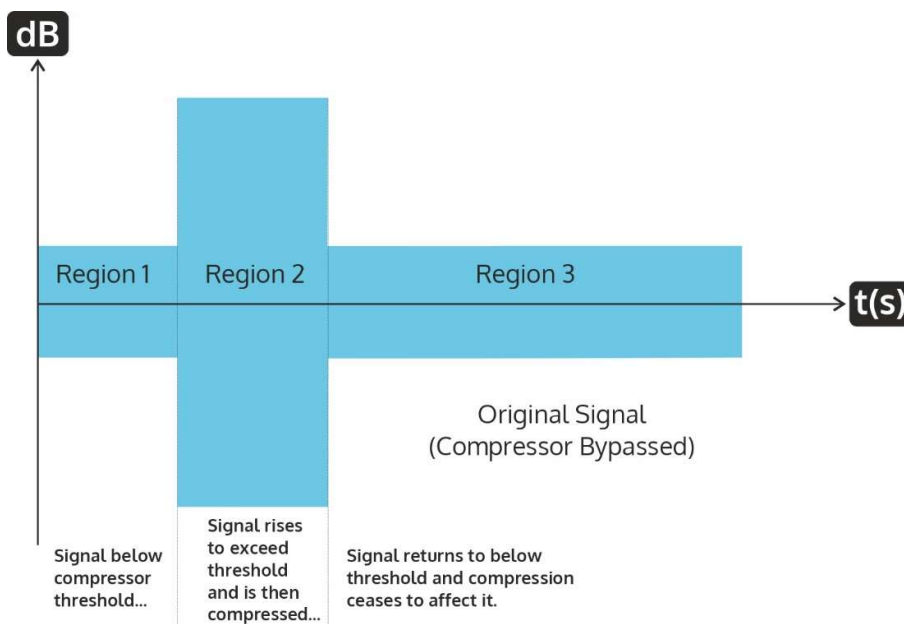 dB
Region 1
Region 2
Region 3
t(s)
Original Signal
(Compressor Bypassed)
Signal below
compressor
threshold...
Signal rises
to exceed
threshold
and is then
compressed...
Signal returns to below
threshold and compression
ceases to affect it.